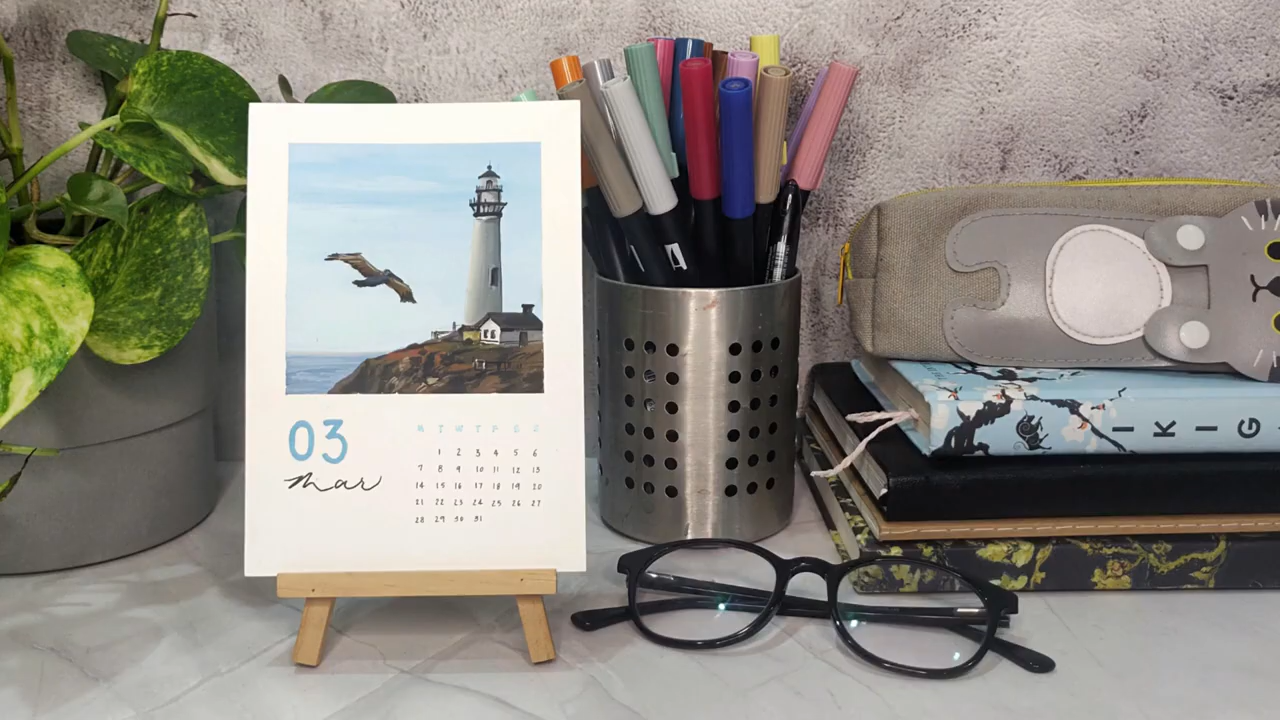 03
Mar
M T W T F S S
1 2 3 4 5 6
7 8 9 10 11 12 13
14 15 16 17 18 19 20
21 22 23 24 25 26 27
28 29 30 31
IKIG